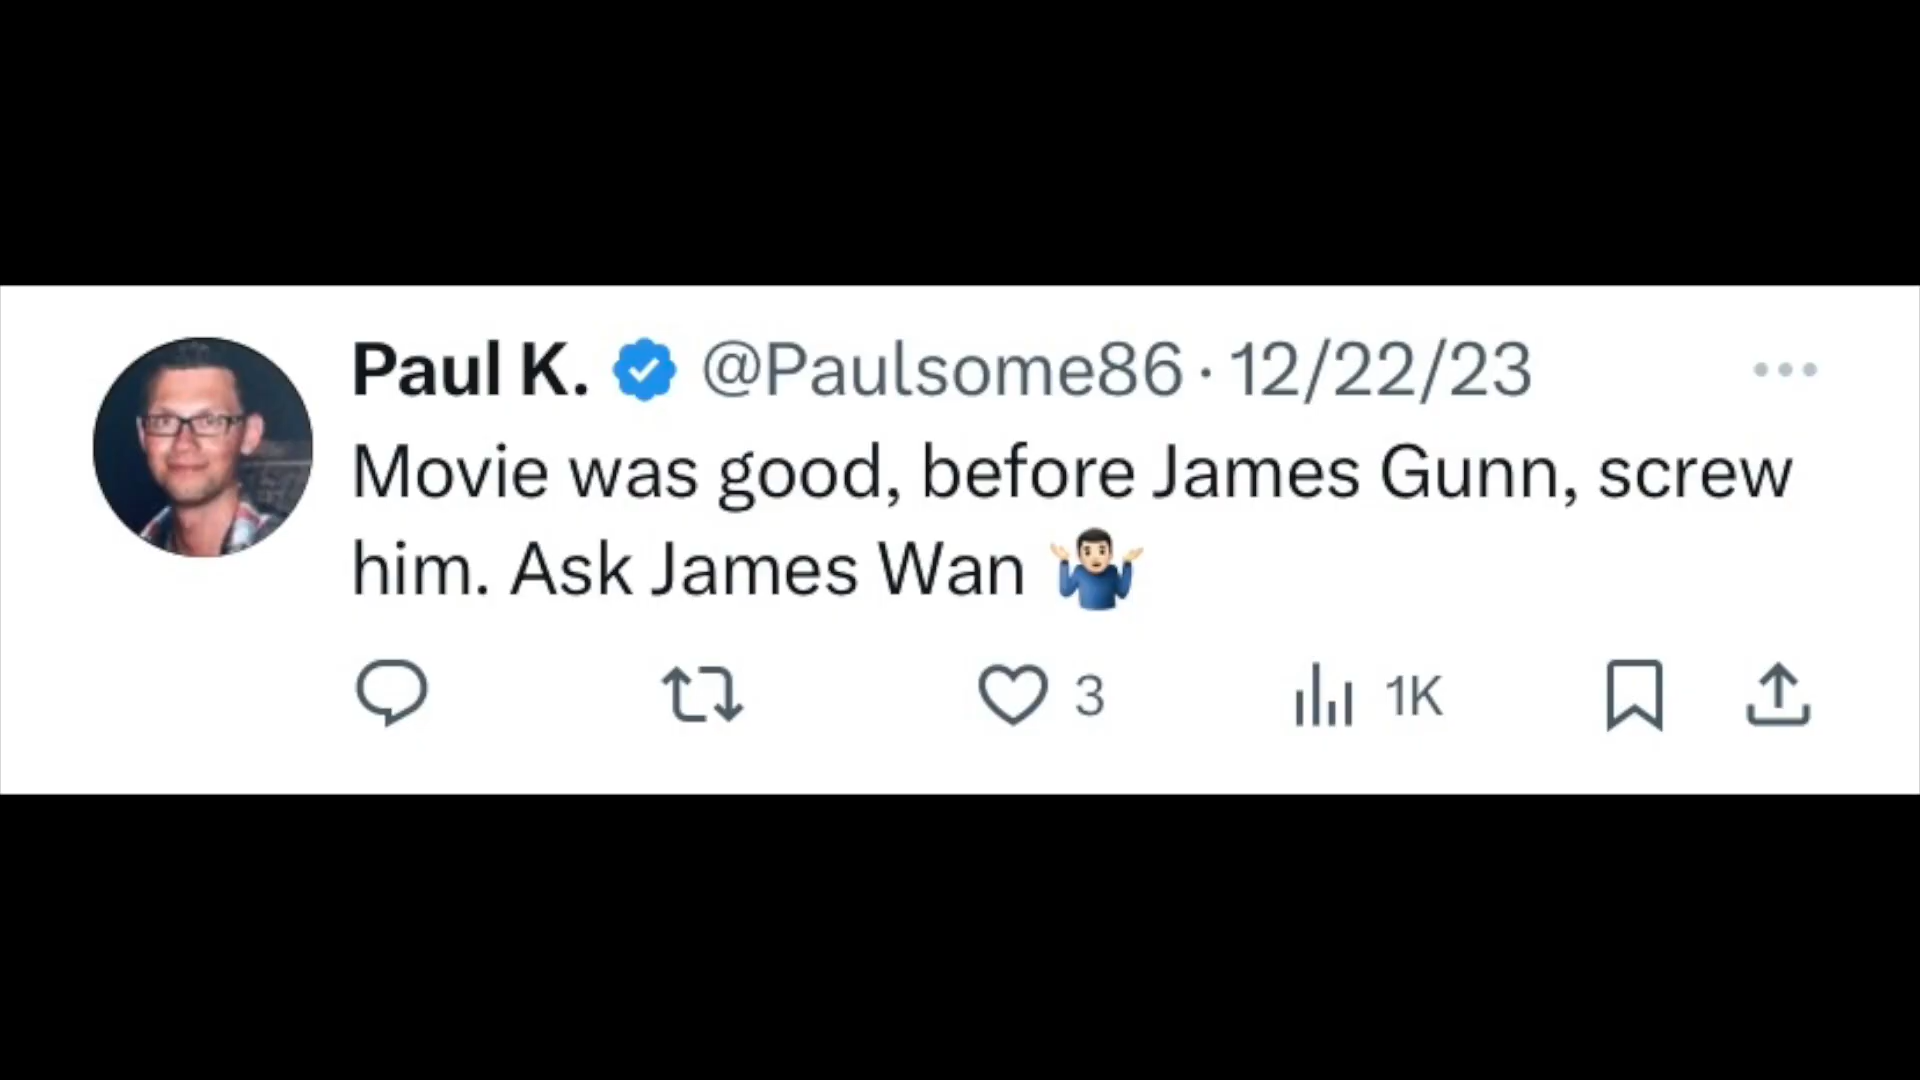 Paul K. @Paulsome86 · 12/22/23
Movie was good, before James Gunn, screw
him. Ask James Wan 🤷🏻‍♂️
3 1K